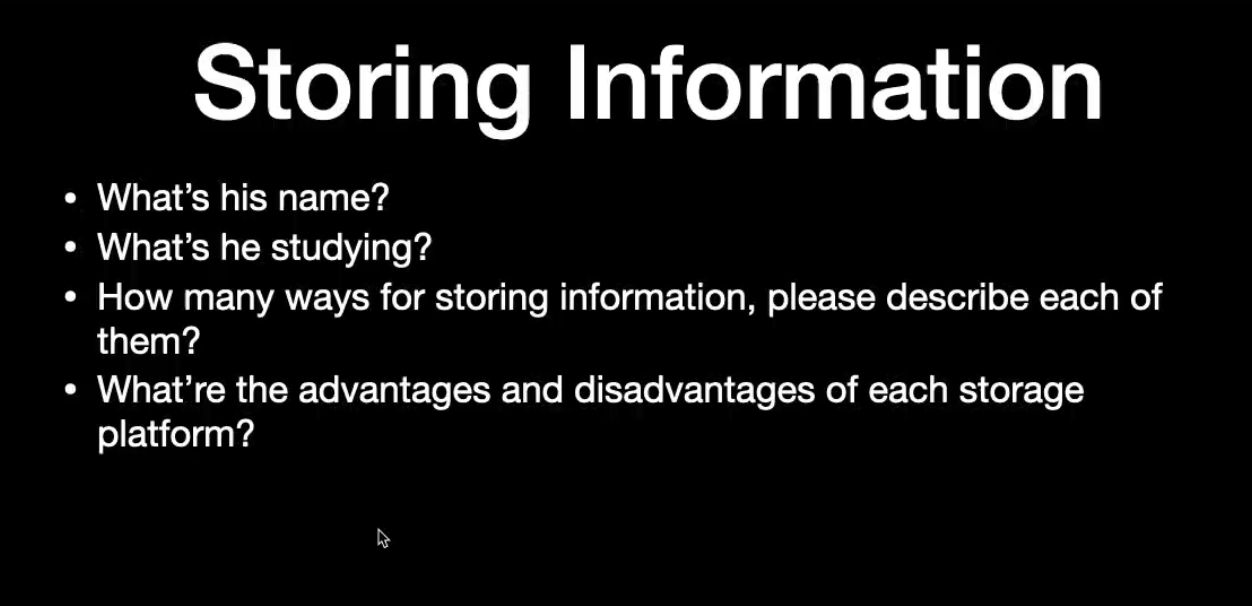 Storing Information
• What’s his name?
• What’s he studying?
• How many ways for storing information, please describe each of
them?
• What’re the advantages and disadvantages of each storage
platform?